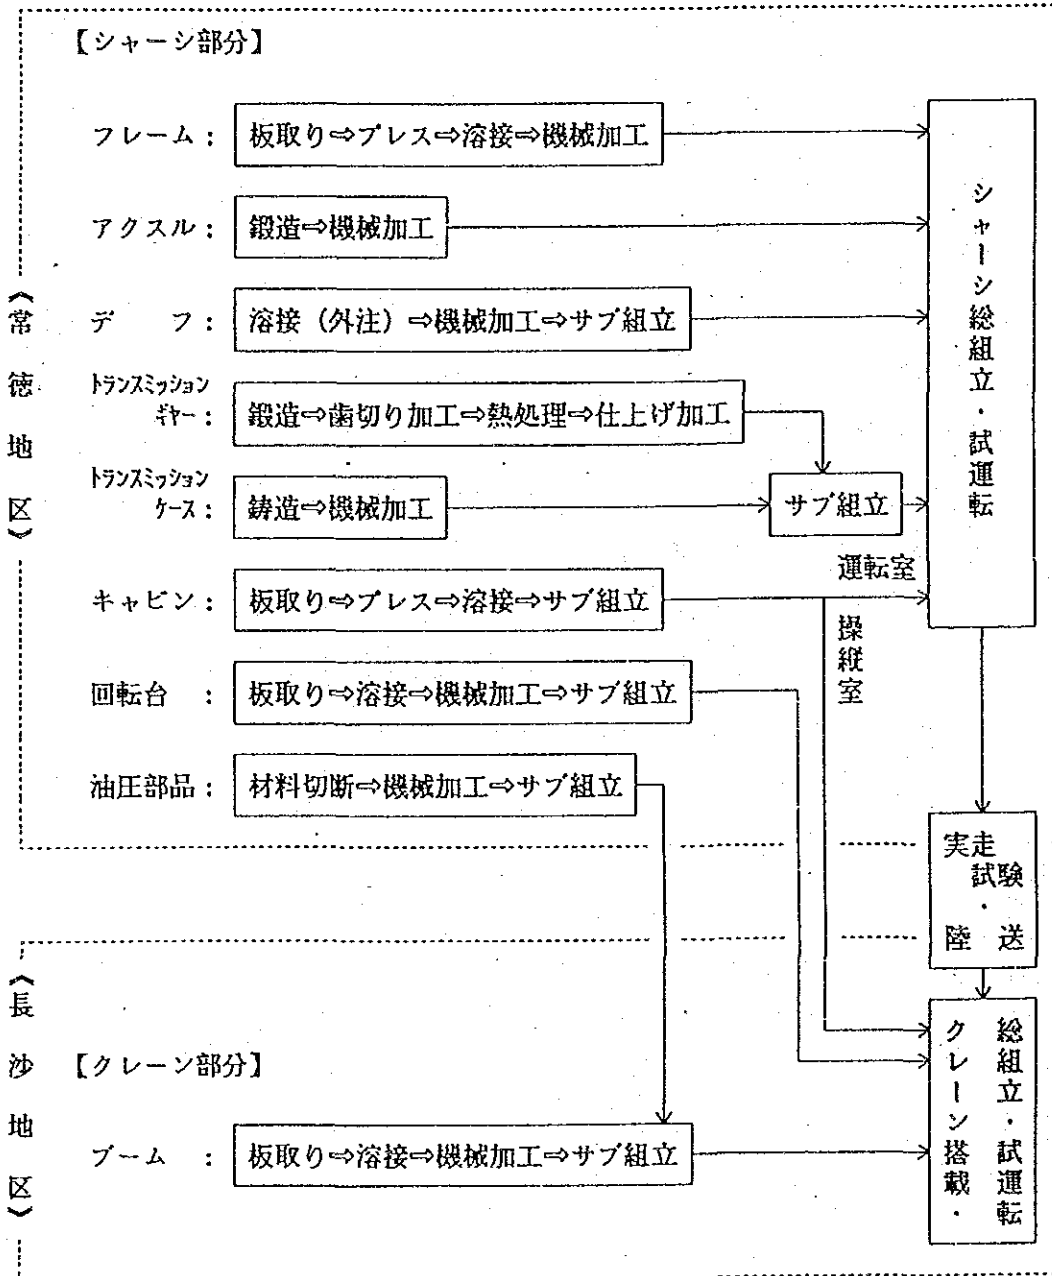 【シャーシ部分】
フレーム: 板取り⇨プレス⇨溶接⇨機械加工
アクスル: 鍛造⇨機械加工
デフ: 溶接(外注)⇨機械加工⇨サブ組立
トランスミッション
ギヤー: 鍛造⇨歯切り加工⇨熱処理⇨仕上げ加工
トランスミッション
ケース: 鋳造⇨機械加工
サブ組立
キャビン: 板取り⇨プレス⇨溶接⇨サブ組立
運転室
操縦室
回転台: 板取り⇨溶接⇨機械加工⇨サブ組立
油圧部品: 材料切断⇨機械加工⇨サブ組立
シャーシ総組立・試運転
《常徳地区》
実走
試験
・
陸送
《長沙地区》
【クレーン部分】
ブーム: 板取り⇨溶接⇨機械加工⇨サブ組立
クレーン搭載・
総組立・試運転